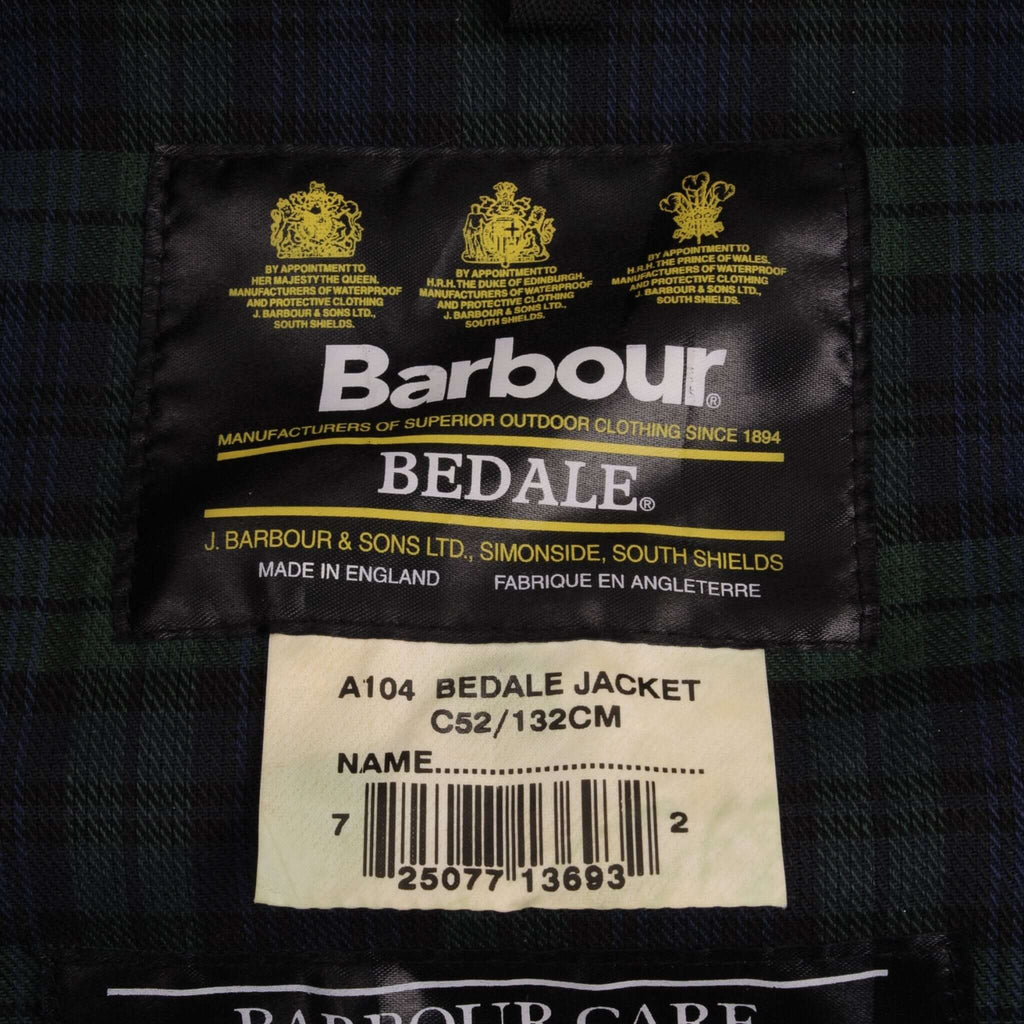 BY APPOINTMENT TO
HER MAJESTY THE QUEEN.
MANUFACTURERS OF WATERPROOF
AND PROTECTIVE CLOTHING
J. BARBOUR & SONS LTD.,
SOUTH SHIELDS.
BY APPOINTMENT TO
H.R.H. THE DUKE OF EDINBURGH.
MANUFACTURERS OF WATERPROOF
AND PROTECTIVE CLOTHING
J. BARBOUR & SONS LTD.,
SOUTH SHIELDS.
BY APPOINTMENT TO
H.R.H. THE PRINCE OF WALES.
MANUFACTURERS OF WATERPROOF
AND PROTECTIVE CLOTHING
J. BARBOUR & SONS LTD.,
SOUTH SHIELDS.
Barbour®
MANUFACTURERS OF SUPERIOR OUTDOOR CLOTHING SINCE 1894
BEDALE®
J. BARBOUR & SONS LTD., SIMONSIDE, SOUTH SHIELDS
MADE IN ENGLAND FABRIQUE EN ANGLETERRE
A104 BEDALE JACKET
C52/132CM
NAME..............................
7 25077 13693 2
BARBOUR CARE